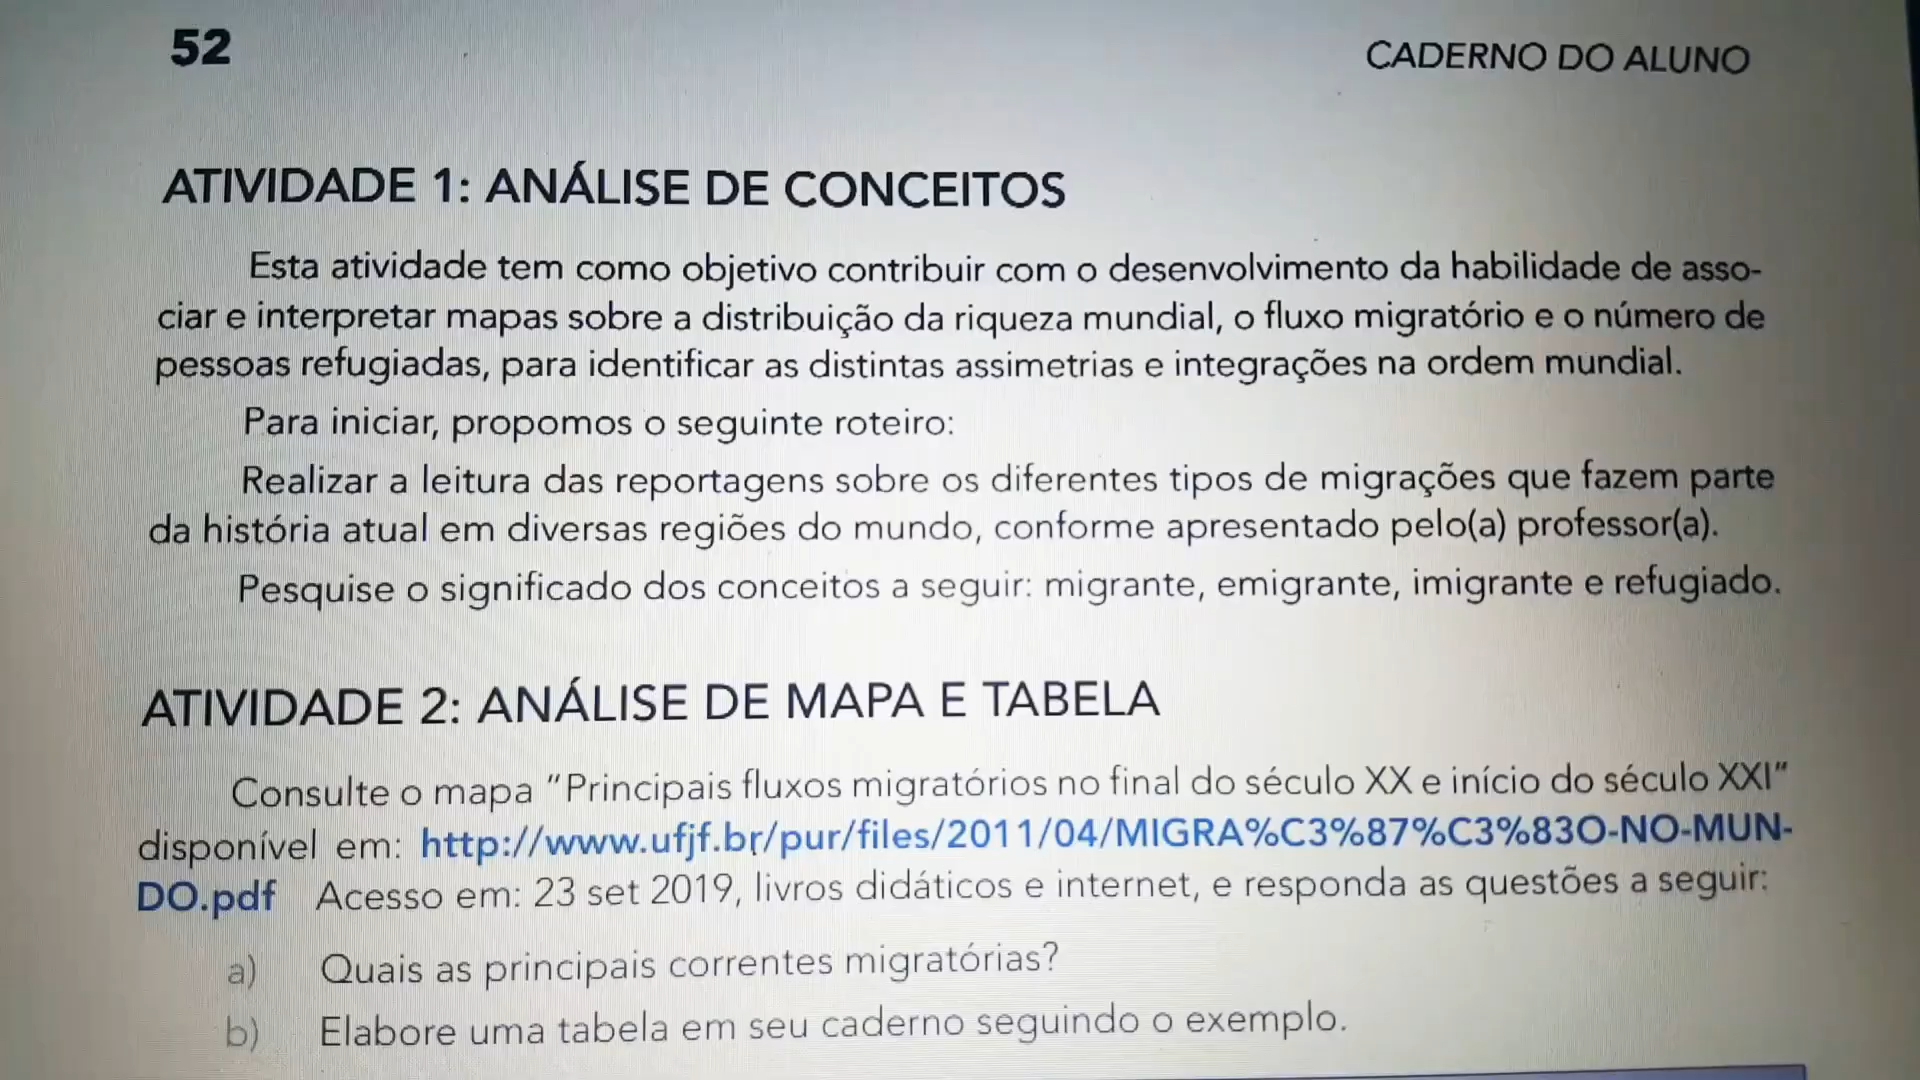 52
CADERNO DO ALUNO
ATIVIDADE 1: ANÁLISE DE CONCEITOS
Esta atividade tem como objetivo contribuir com o desenvolvimento da habilidade de asso-
ciar e interpretar mapas sobre a distribuição da riqueza mundial, o fluxo migratório e o número de
pessoas refugiadas, para identificar as distintas assimetrias e integrações na ordem mundial.
Para iniciar, propomos o seguinte roteiro:
Realizar a leitura das reportagens sobre os diferentes tipos de migrações que fazem parte
da história atual em diversas regiões do mundo, conforme apresentado pelo(a) professor(a).
Pesquise o significado dos conceitos a seguir: migrante, emigrante, imigrante e refugiado.
ATIVIDADE 2: ANÁLISE DE MAPA E TABELA
Consulte o mapa "Principais fluxos migratórios no final do século XX e início do século XXI"
disponível em: http://www.ufjf.br/pur/files/2011/04/MIGRA%C3%87%C3%83O-NO-MUN-
DO.pdf Acesso em: 23 set 2019, livros didáticos e internet, e responda as questões a seguir:
a) Quais as principais correntes migratórias?
b) Elabore uma tabela em seu caderno seguindo o exemplo.